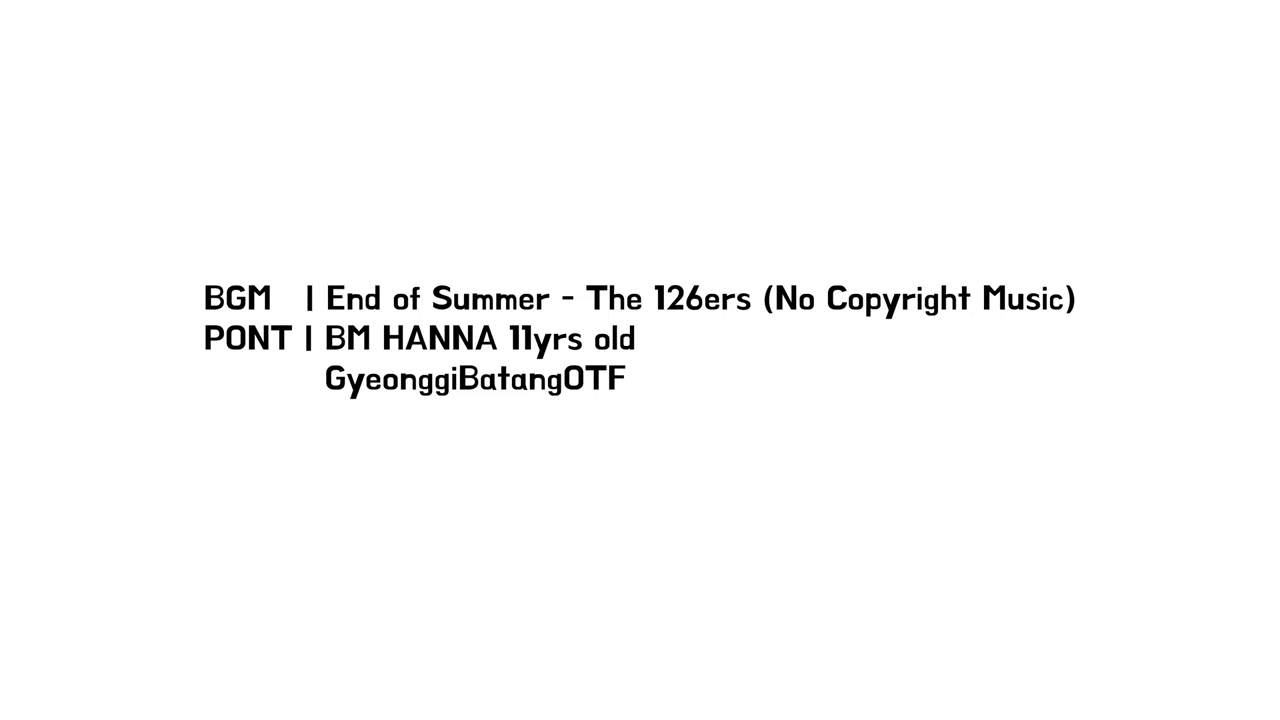 BGM | End of Summer - The 126ers (No Copyright Music)
PONT | BM HANNA 11yrs old
GyeonggiBatangOTF